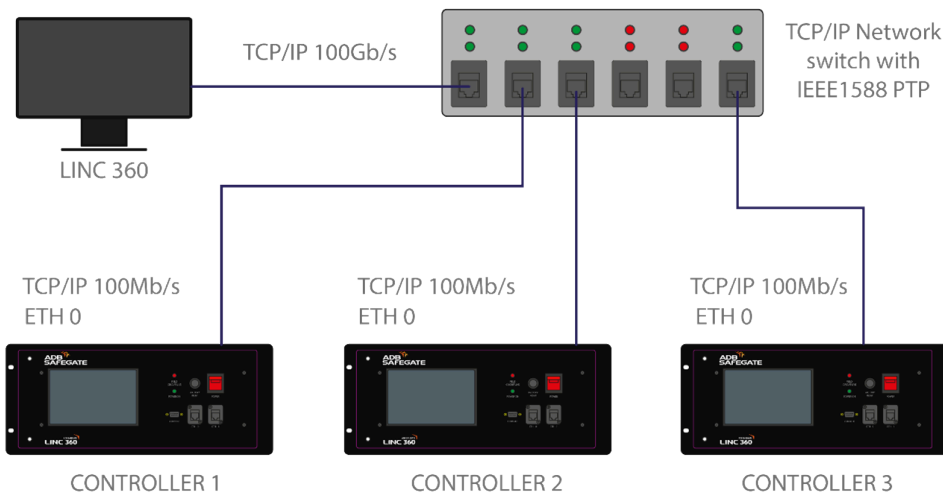 TCP/IP 100Gb/s
TCP/IP Network
switch with
IEEE1588 PTP
LINC 360
TCP/IP 100Mb/s
ETH 0
TCP/IP 100Mb/s
ETH 0
TCP/IP 100Mb/s
ETH 0
ADB
SAFEGATE
LINC 360
ADB
SAFEGATE
LINC 360
ADB
SAFEGATE
LINC 360
CONTROLLER 1
CONTROLLER 2
CONTROLLER 3